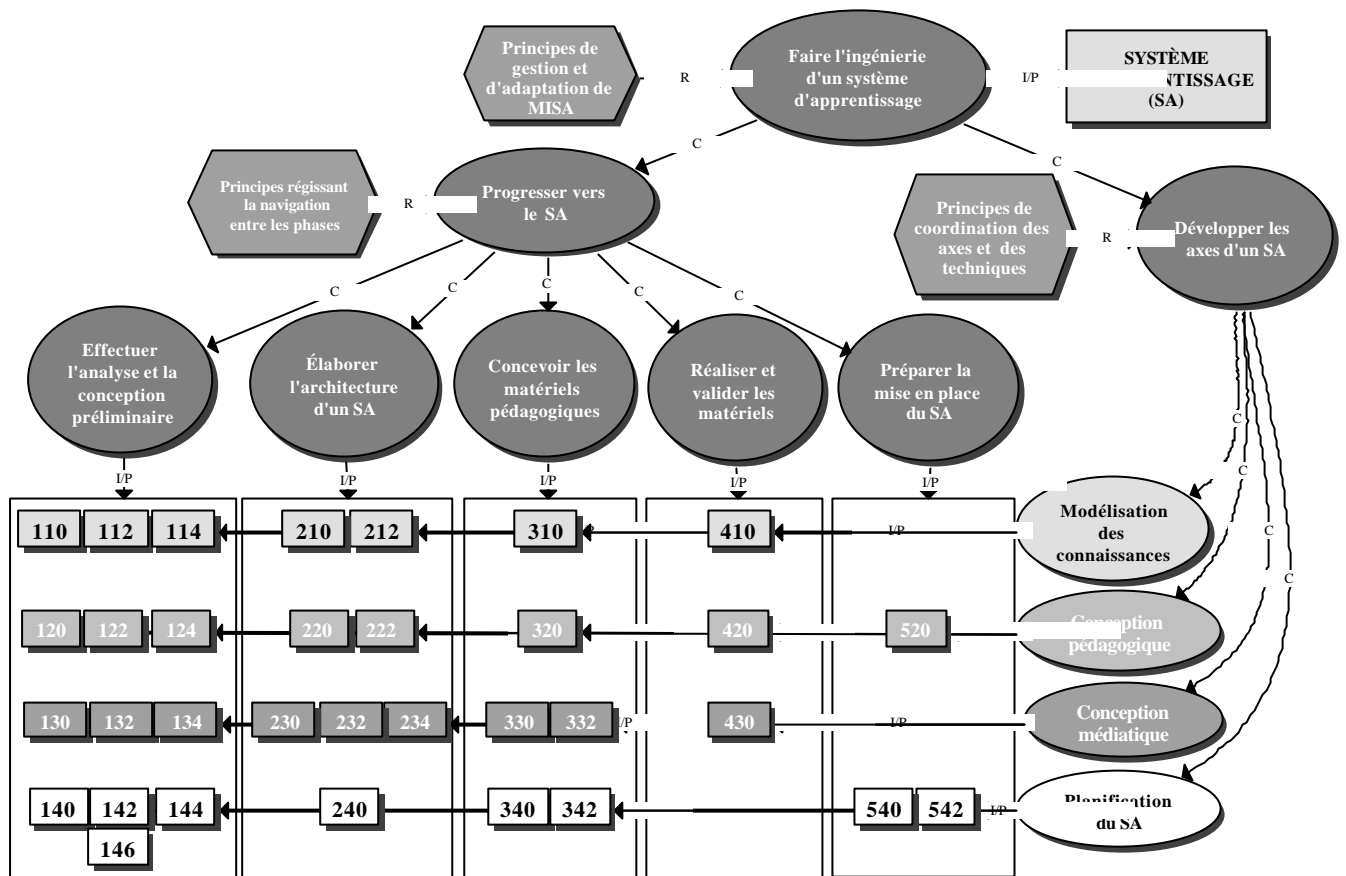 Principes de
gestion et
d'adaptation de
MISA
R
Faire l'ingénierie
d'un système
d'apprentissage
I/P
SYSTÈME
NTISSAGE
(SA)
C
C
Principes régissant
la navigation
entre les phases
R
Progresser vers
le SA
Principes de
coordination des
axes et des
techniques
R
Développer les
axes d'un SA
C
C
C
C
C
Effectuer
l'analyse et la
conception
préliminaire
Élaborer
l'architecture
d'un SA
Concevoir les
matériels
pédagogiques
Réaliser et
valider les
matériels
Préparer la
mise en place
du SA
C
C
C
C
I/P
I/P
I/P
I/P
I/P
110 112 114 210 212 310 410 I/P
Modélisation
des
connaissances
120 122 124 220 222 320 420 520
Conception
pédagogique
130 132 134 230 232 234 330 332 I/P 430 I/P
Conception
médiatique
140 142 144 240 340 342 540 542 I/P
Planification
du SA
146